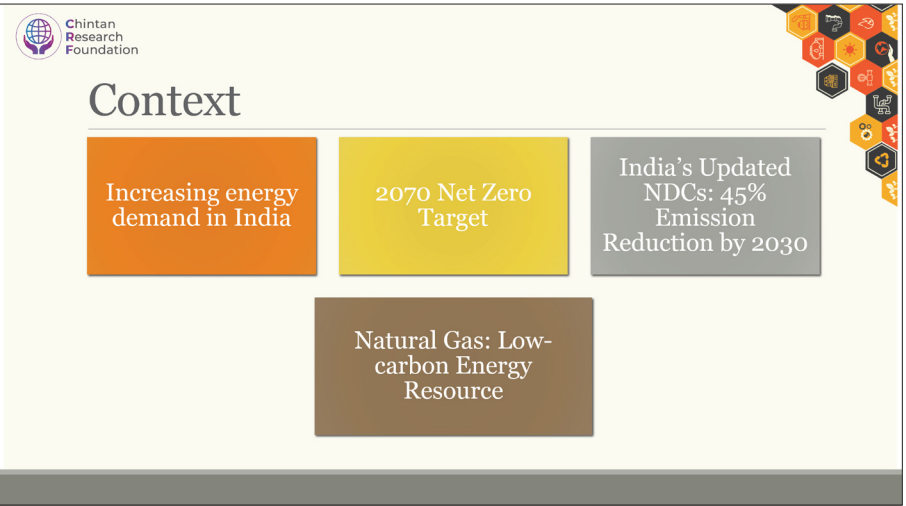 Chintan
Research
Foundation
Context
Increasing energy
demand in India
2070 Net Zero
Target
India's Updated
NDCs: 45%
Emission
Reduction by 2030
Natural Gas: Low-
carbon Energy
Resource